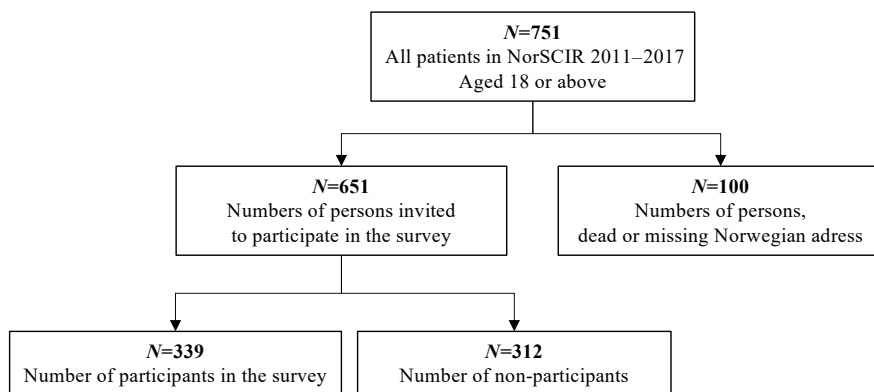 N=751
All patients in NorSCIR 2011–2017
Aged 18 or above
N=651
Numbers of persons invited
to participate in the survey
N=100
Numbers of persons,
dead or missing Norwegian adress
N=339
Number of participants in the survey
N=312
Number of non-participants